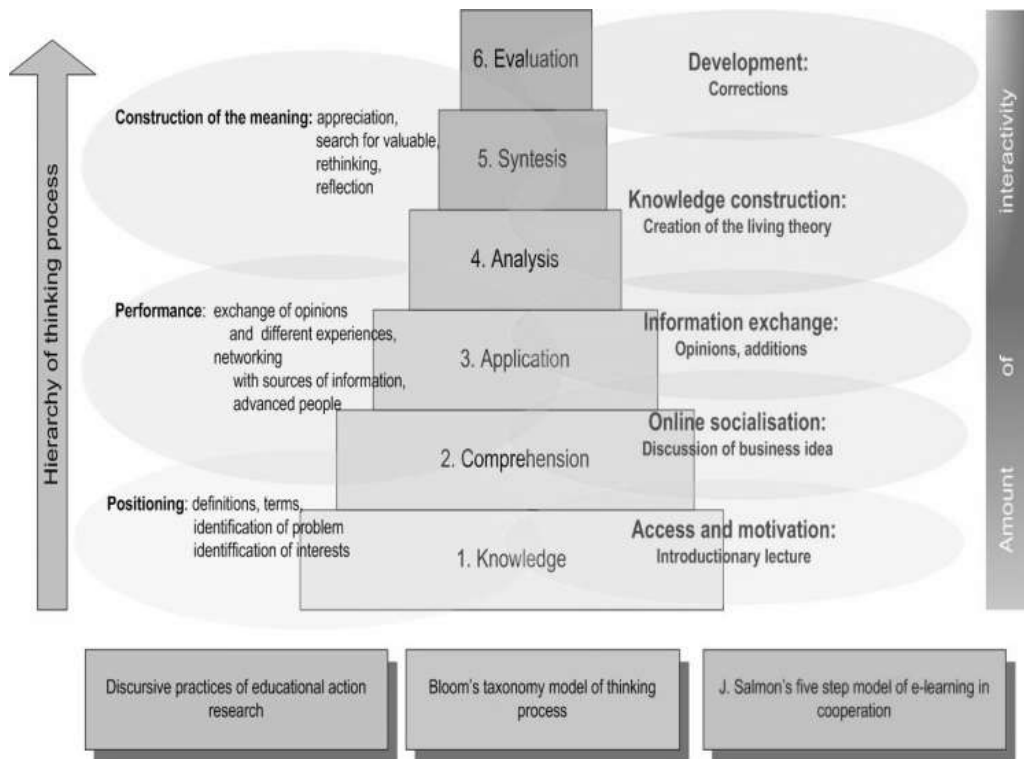 Hierarchy of thinking process
Construction of the meaning: appreciation,
search for valuable,
rethinking,
reflection
Performance: exchange of opinions
and different experiences,
networking
with sources of information,
advanced people
Positioning: definitions, terms,
identification of problem
identiffication of interests
6. Evaluation
5. Syntesis
4. Analysis
3. Application
2. Comprehension
1. Knowledge
Development:
Corrections
Knowledge construction:
Creation of the living theory
Information exchange:
Opinions, additions
Online socialisation:
Discussion of business idea
Access and motivation:
Introductionary lecture
Amount of interactivity
Discursive practices of educational action
research
Bloom's taxonomy model of thinking
process
J. Salmon's five step model of e-learning in
cooperation